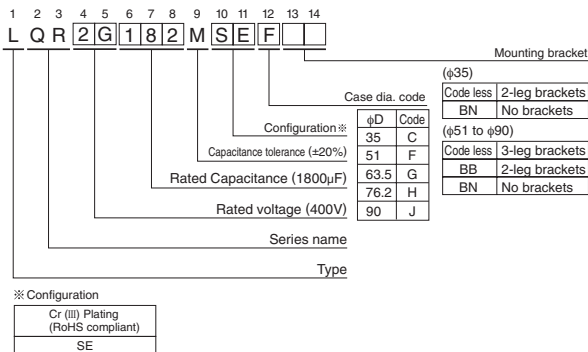 1 2 3 4 5 6 7 8 9 10 11 12 13 14
L Q R 2 G 1 8 2 M S E F
Mounting bracket
(ϕ35)
Code less 2-leg brackets
BN No brackets
(ϕ51 to ϕ90)
Code less 3-leg brackets
BB 2-leg brackets
BN No brackets
Case dia. code
ϕD Code
35 C
51 F
63.5 G
76.2 H
90 J
Configuration※
Capacitance tolerance (±20%)
Rated Capacitance (1800µF)
Rated voltage (400V)
Series name
Type
※Configuration
Cr (Ⅲ) Plating
(RoHS compliant)
SE